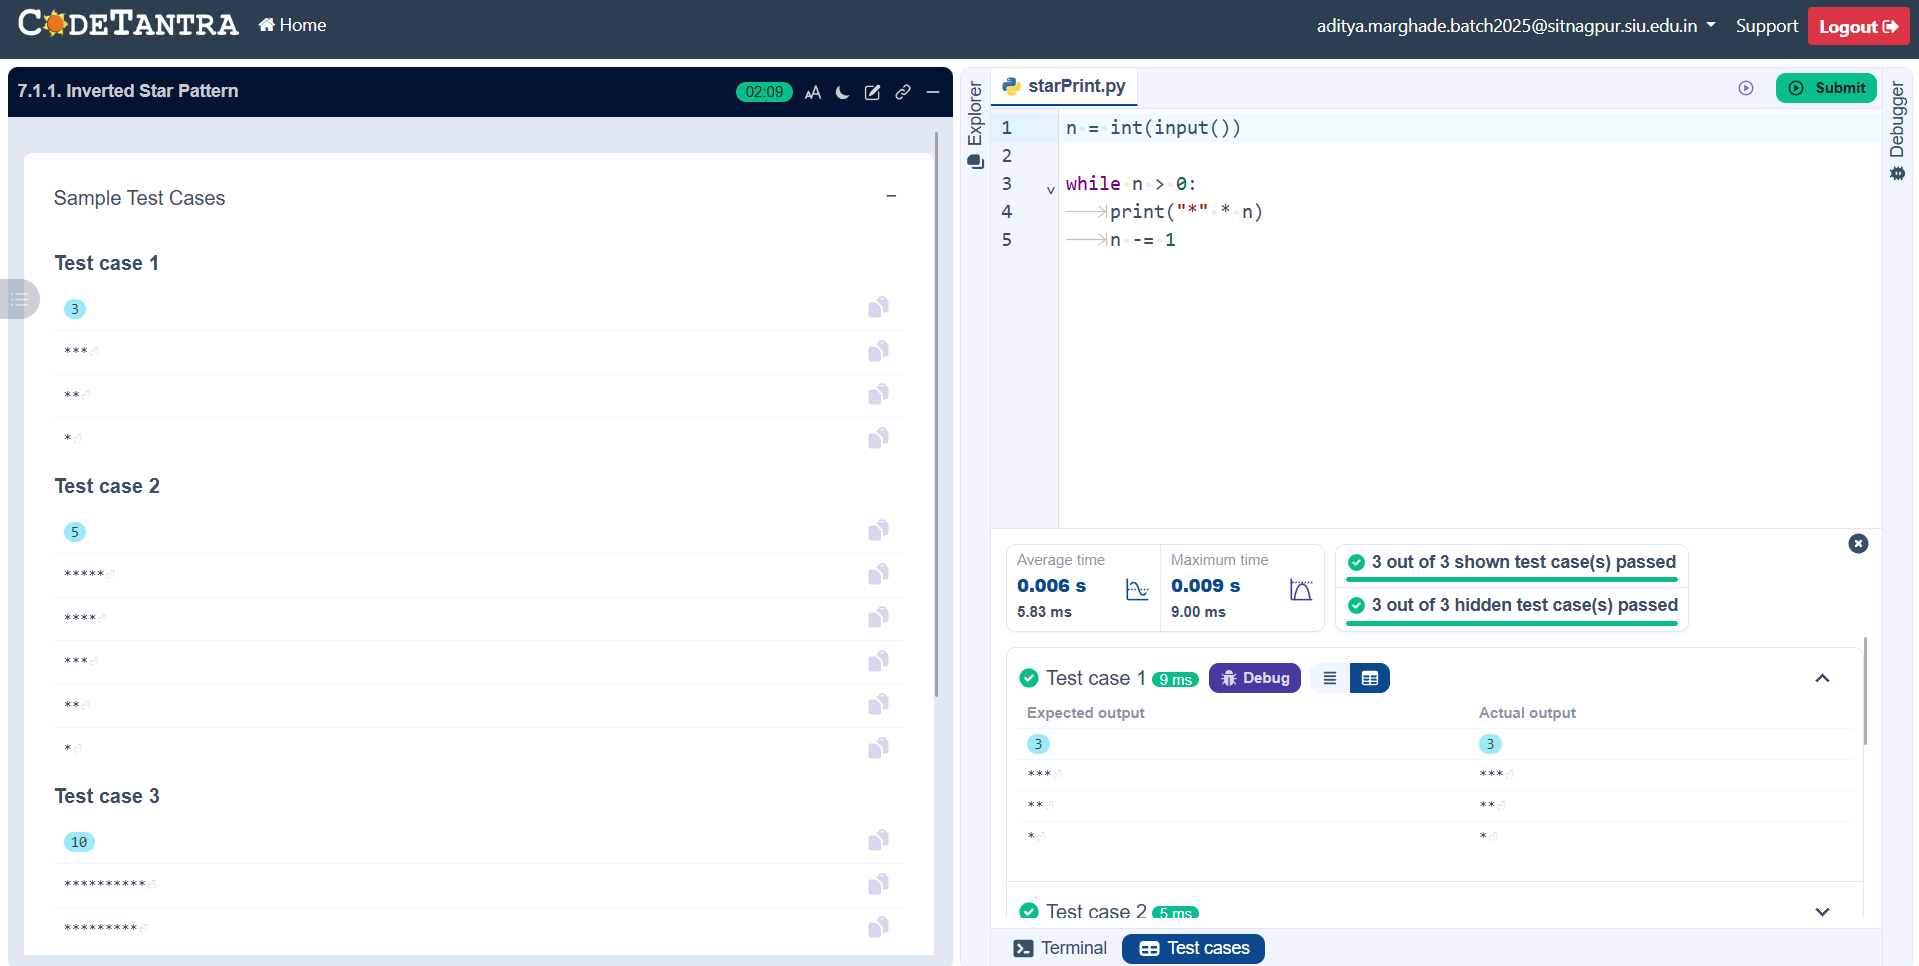 CODETANTRA Home
aditya.marghade.batch2025@sitnagpur.siu.edu.in Support Logout
7.1.1. Inverted Star Pattern
02:09
Sample Test Cases
Test case 1
3
***
**
*
Test case 2
5
*****
****
***
**
*
Test case 3
10
**********
*********
Explorer
starPrint.py
Submit
Debugger
1 n = int(input())
2
3 while n > 0:
4 print("*" * n)
5 n -= 1
Average time
0.006 s
5.83 ms
Maximum time
0.009 s
9.00 ms
3 out of 3 shown test case(s) passed
3 out of 3 hidden test case(s) passed
Test case 1 9 ms Debug
Expected output Actual output
3 3
*** ***
** **
* *
Test case 2 5 ms
Terminal Test cases